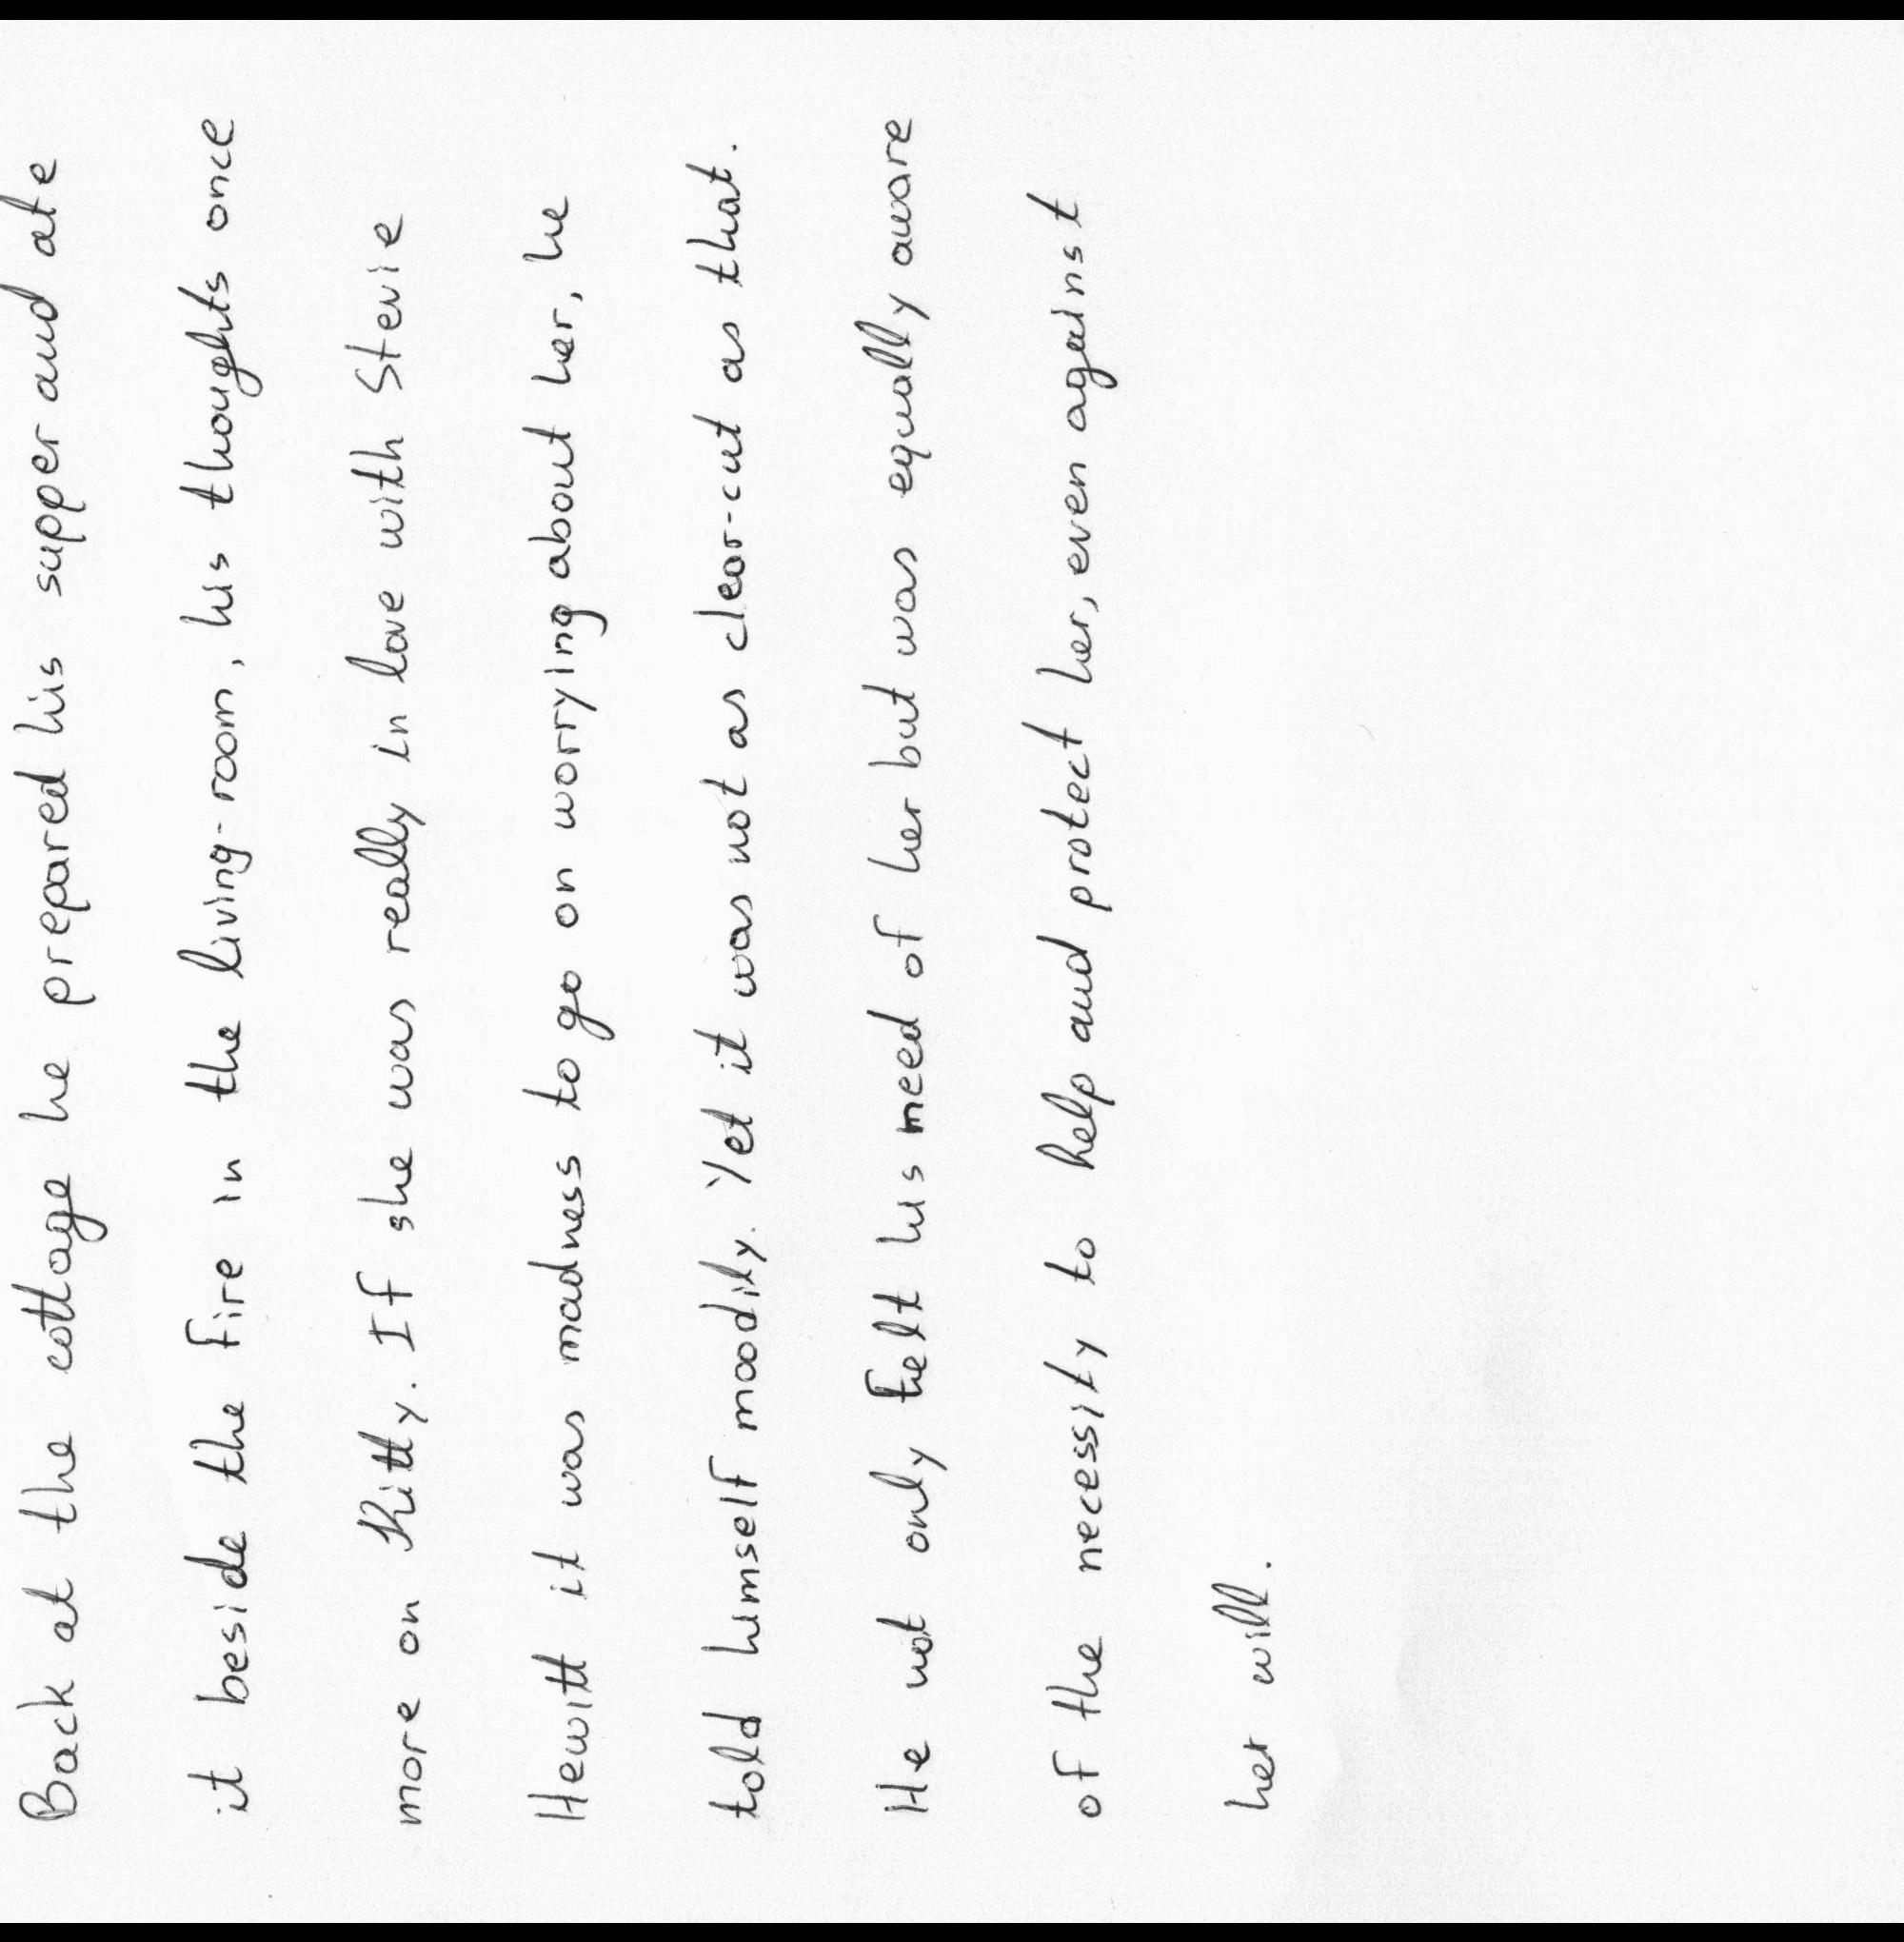 Back at the cottage he prepared his supper and ate
it beside the fire in the living-room, his thoughts once
more on Kitty. If she was really in love with Stevie
Hewitt it was madness to go on worrying about her, he
told himself moodily. Yet it was not as clear-cut as that.
He not only felt his need of her but was equally aware
of the necessity to help and protect her, even against
her will.